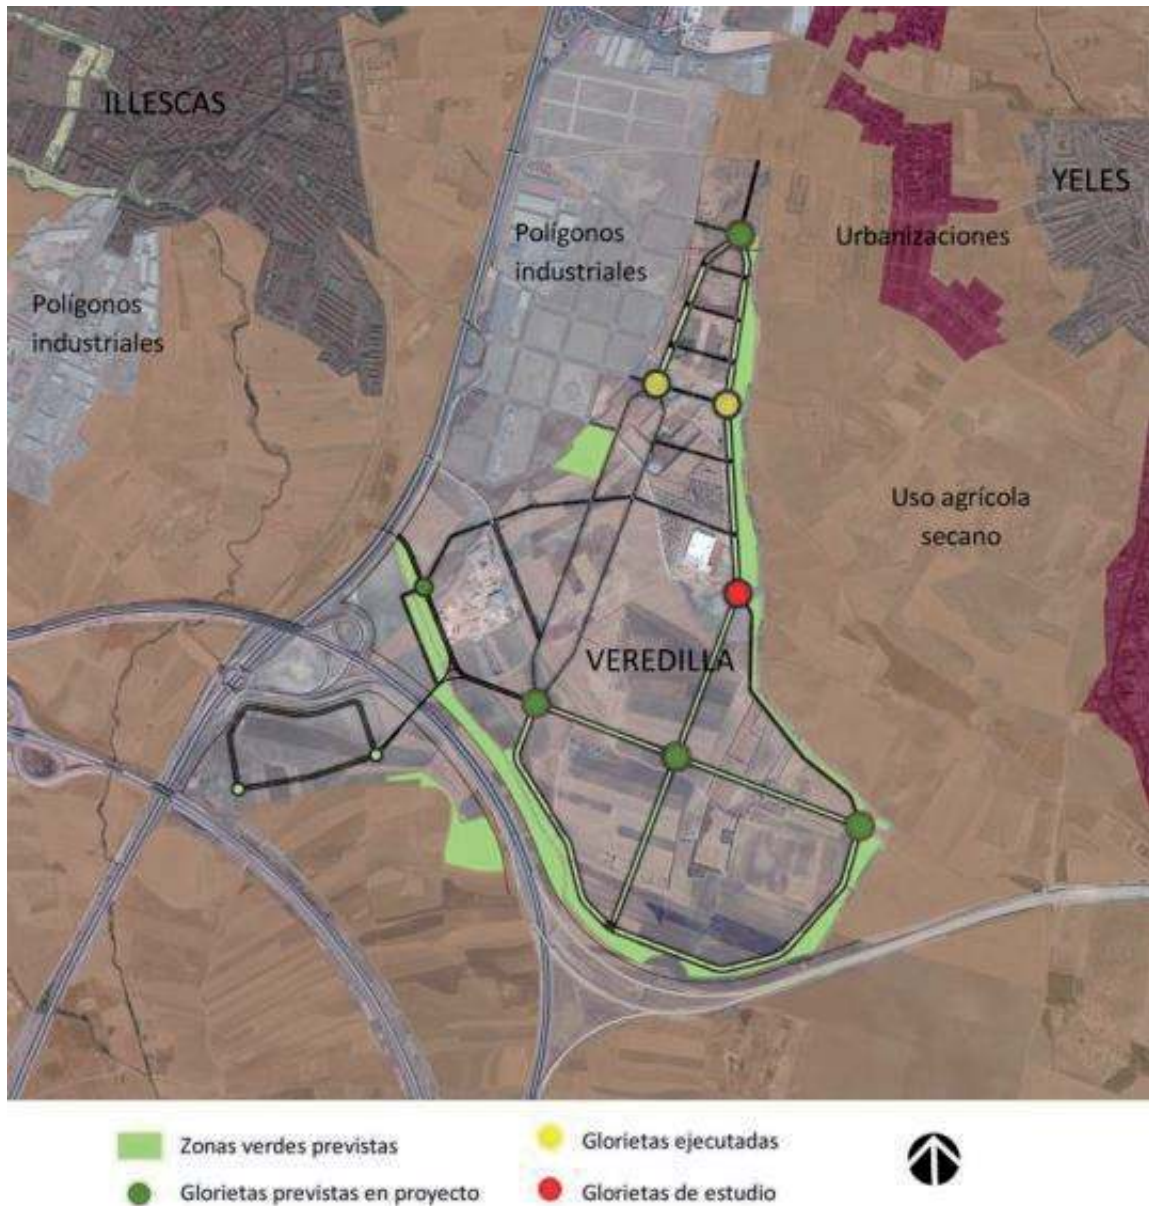 ILLESCAS
YELES
Polígonos
industriales
Urbanizaciones
Polígonos
industriales
Uso agrícola
secano
VEREDILLA
Zonas verdes previstas
Glorietas ejecutadas
Glorietas previstas en proyecto
Glorietas de estudio